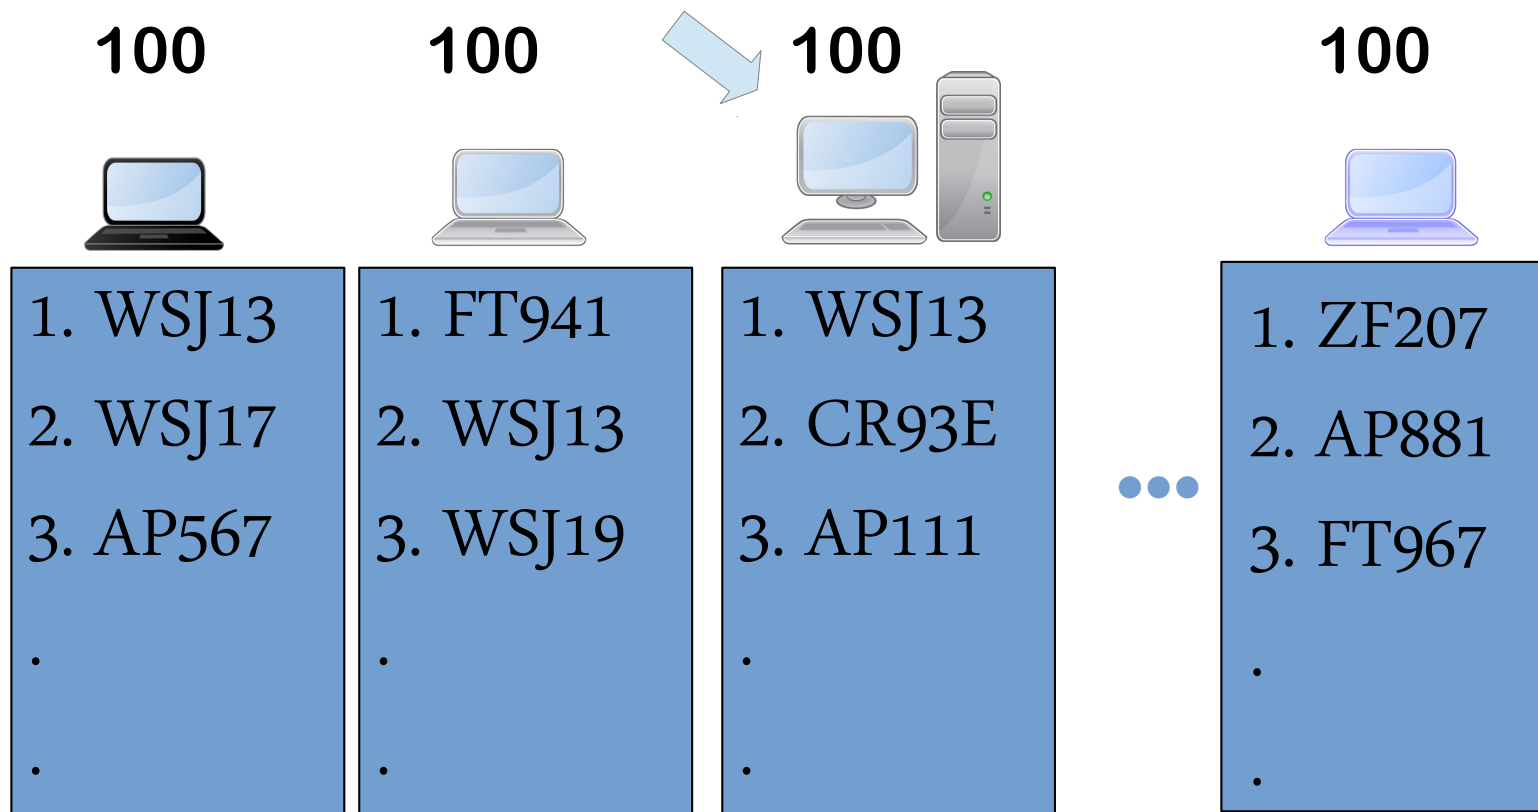 100 100 100 100
1. WSJ13
2. WSJ17
3. AP567
.
.
1. FT941
2. WSJ13
3. WSJ19
.
.
1. WSJ13
2. CR93E
3. AP111
.
.
1. ZF207
2. AP881
3. FT967
.
.